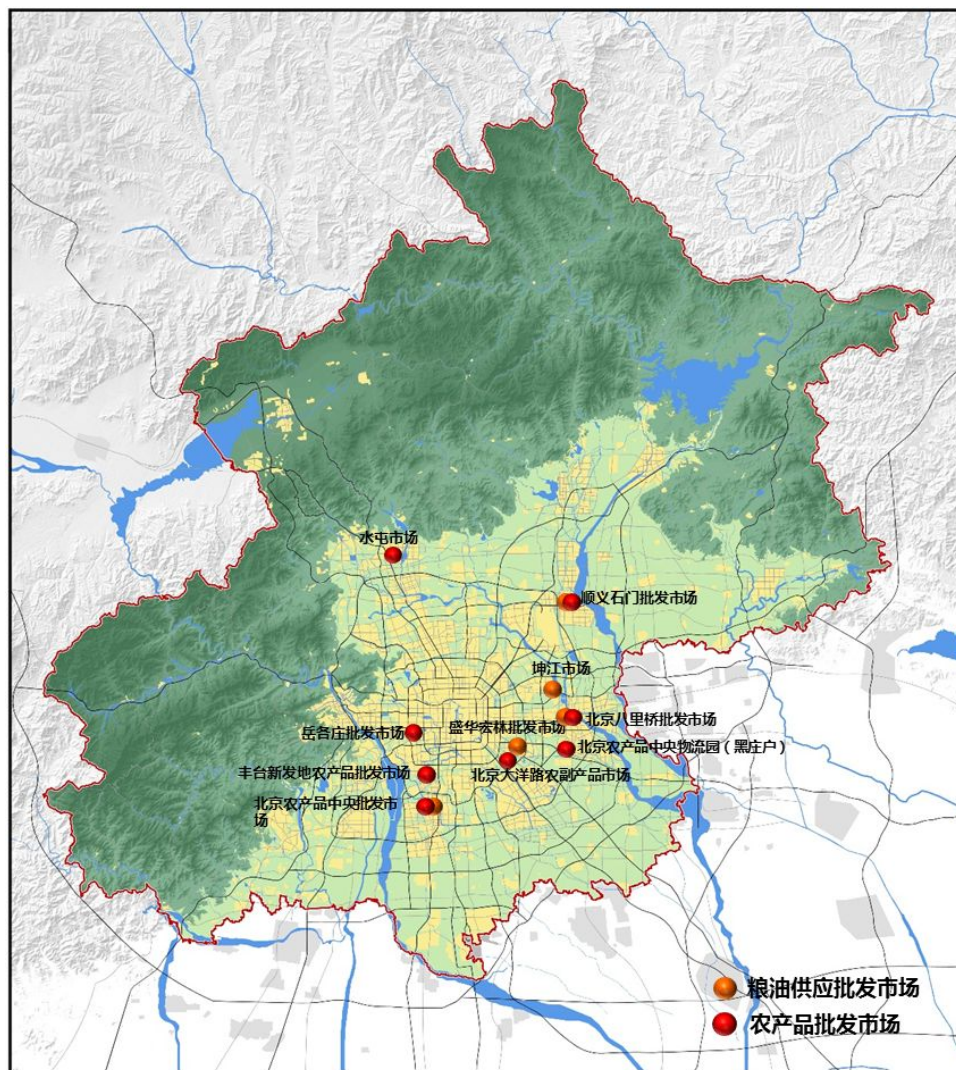 水屯市场
顺义石门批发市场
坤江市场
北京八里桥批发市场
盛华宏林批发市场
岳各庄批发市场
北京农产品中央物流园（黑庄户）
北京大洋路农副产品市场
丰台新发地农产品批发市场
北京农产品中央批发市
场
粮油供应批发市场
农产品批发市场